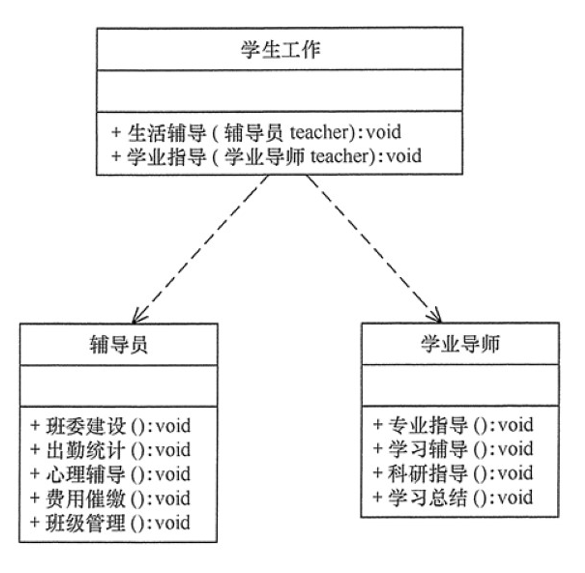 学生工作
+ 生活辅导 ( 辅导员 teacher):void
+ 学业指导 ( 学业导师 teacher):void
辅导员
+ 班委建设 ():void
+ 出勤统计 ():void
+ 心理辅导 ():void
+ 费用催缴 ():void
+ 班级管理 ():void
学业导师
+ 专业指导 ():void
+ 学习辅导 ():void
+ 科研指导 ():void
+ 学习总结 ():void